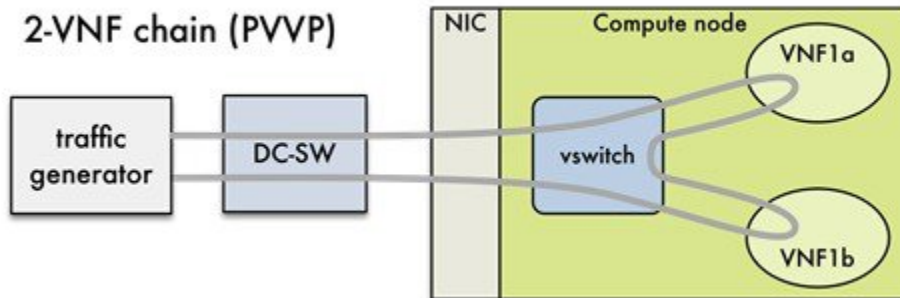 2-VNF chain (PVVP)
NIC
Compute node
VNF1a
traffic
generator
DC-SW
vswitch
VNF1b